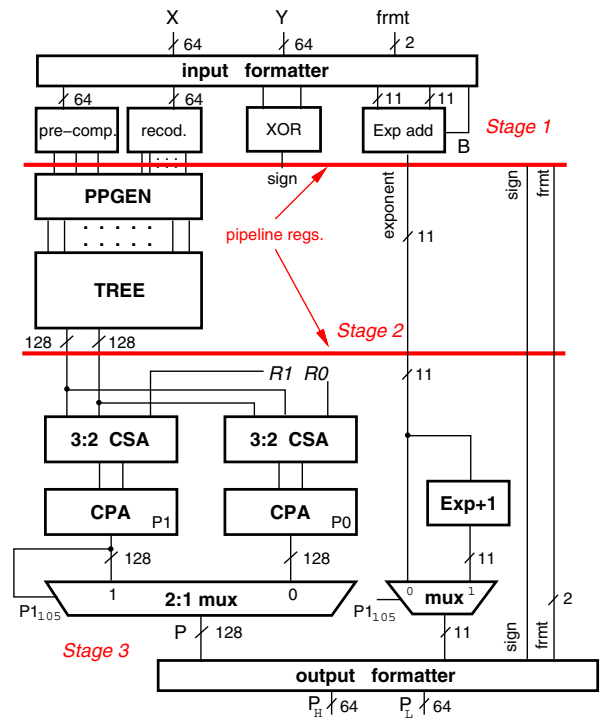 X Y frmt
64 64 2
input formatter
64 64 11 11
pre-comp. recod. XOR Exp add
B
Stage 1
sign
PPGEN
exponent
sign
frmt
pipeline regs.
11
TREE
Stage 2
128 128
R1 R0
11
3:2 CSA 3:2 CSA
CPA P1 CPA P0
Exp+1
128 128 11
1 2:1 mux 0
0 mux 1
P1105
P1105
2
P 128
11
sign
frmt
Stage 3
output formatter
PH 64 PL 64